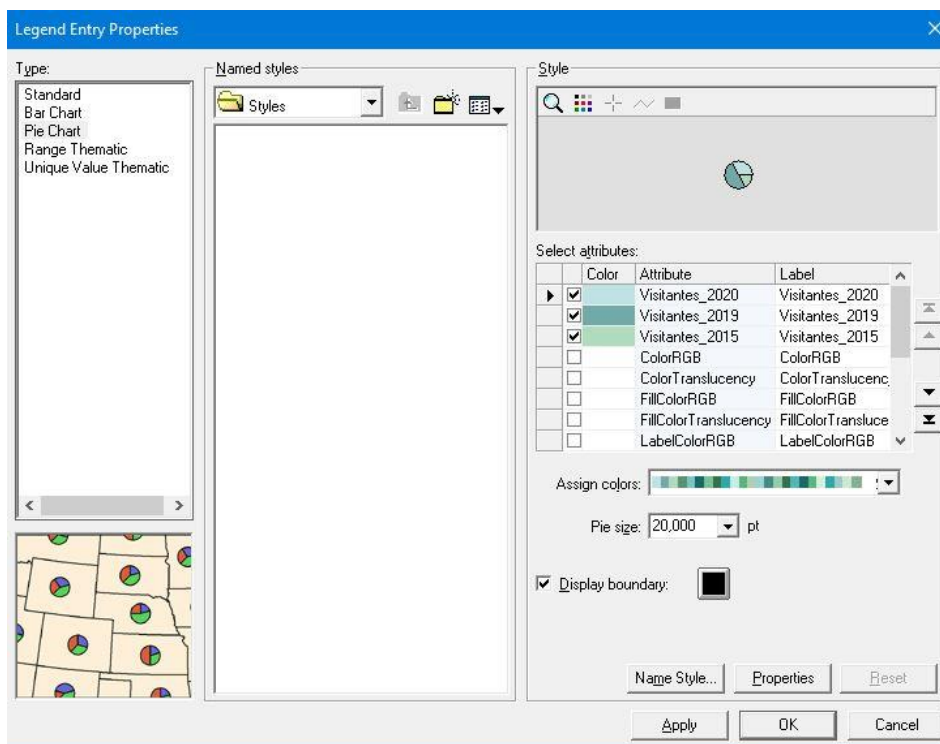 Legend Entry Properties
Type:
Standard
Bar Chart
Pie Chart
Range Thematic
Unique Value Thematic
Named styles
Styles
Style
Select attributes:
Color Attribute Label
Visitantes_2020 Visitantes_2020
Visitantes_2019 Visitantes_2019
Visitantes_2015 Visitantes_2015
ColorRGB ColorRGB
ColorTranslucency ColorTranslucenc
FillColorRGB FillColorRGB
FillColorTranslucency FillColorTransluce
LabelColorRGB LabelColorRGB
Assign colors:
Pie size: 20,000 pt
Display boundary:
Name Style... Properties Reset
Apply OK Cancel